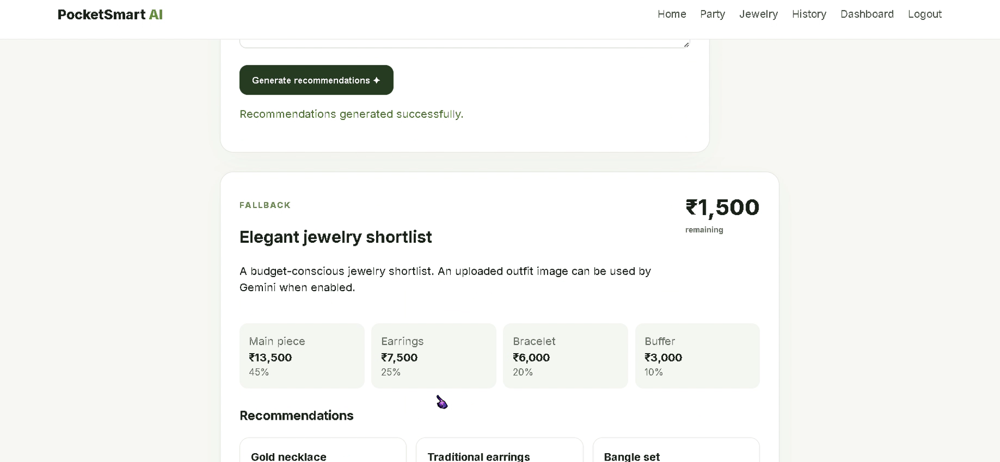 PocketSmart AI
Home Party Jewelry History Dashboard Logout
Generate recommendations ✦
Recommendations generated successfully.
FALLBACK
₹1,500
remaining
Elegant jewelry shortlist
A budget-conscious jewelry shortlist. An uploaded outfit image can be used by
Gemini when enabled.
Main piece
₹13,500
45%
Earrings
₹7,500
25%
Bracelet
₹6,000
20%
Buffer
₹3,000
10%
Recommendations
Gold necklace
Traditional earrings
Bangle set